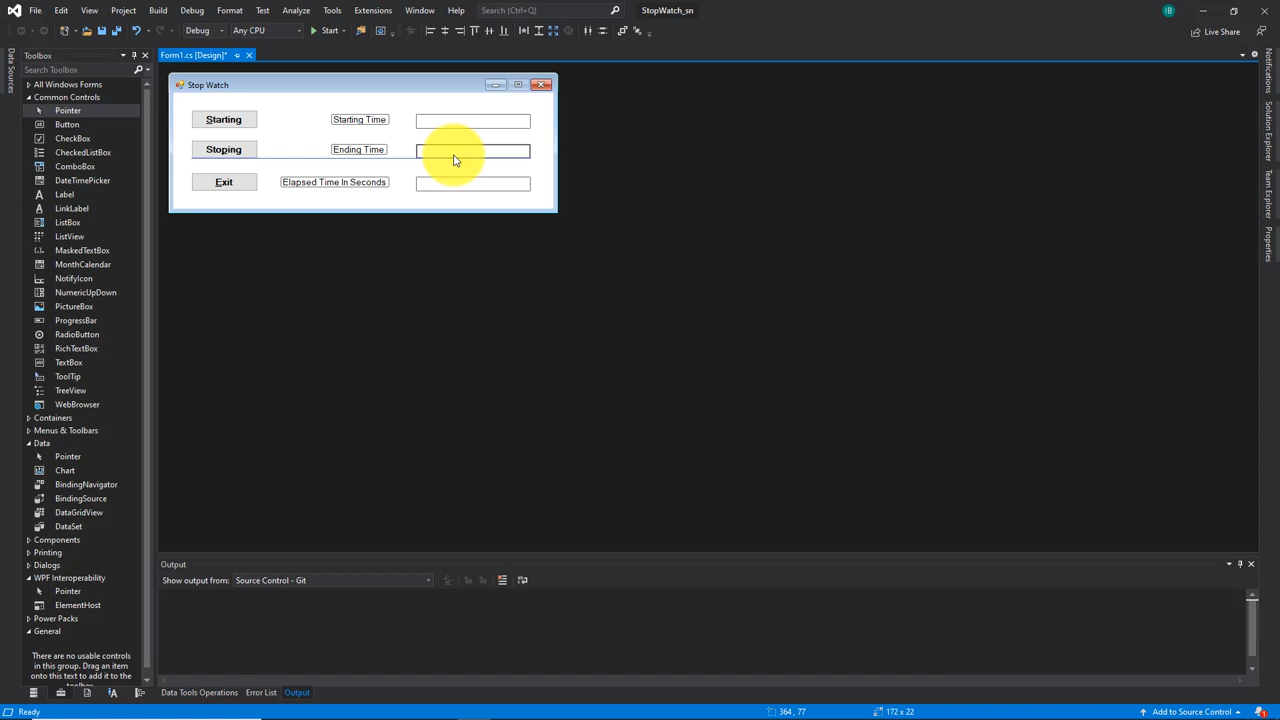 File Edit View Project Build Debug Format Test Analyze Tools Extensions Window Help Search (Ctrl+Q) StopWatch_sn IB
Debug Any CPU Start Live Share
Data Sources
Toolbox
Search Toolbox
All Windows Forms
Common Controls
Pointer
Button
CheckBox
CheckedListBox
ComboBox
DateTimePicker
Label
LinkLabel
ListBox
ListView
MaskedTextBox
MonthCalendar
NotifyIcon
NumericUpDown
PictureBox
ProgressBar
RadioButton
RichTextBox
TextBox
ToolTip
TreeView
WebBrowser
Containers
Menus & Toolbars
Data
Pointer
Chart
BindingNavigator
BindingSource
DataGridView
DataSet
Components
Printing
Dialogs
WPF Interoperability
Pointer
ElementHost
Power Packs
General
There are no usable controls
in this group. Drag an item
onto this text to add it to the
Form1.cs [Design]*
Stop Watch
Starting Starting Time
Stoping Ending Time
Exit Elapsed Time In Seconds
Output
Show output from: Source Control - Git
Data Tools Operations Error List Output
Notifications
Solution Explorer
Team Explorer
Properties
Ready 364 , 77 172 x 22 Add to Source Control 1